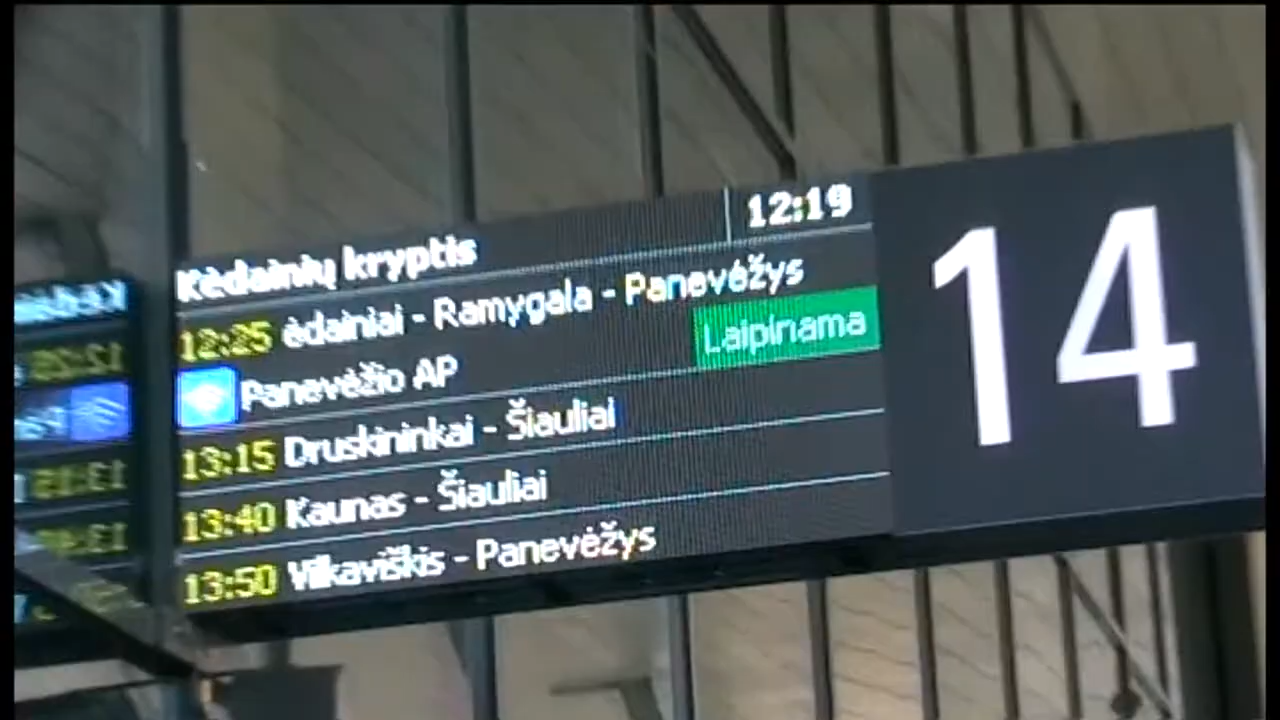 Kėdainių kryptis 12:19
12:25 ėdainiai - Ramygala - Panevėžys
Panevėžio AP Laipinama
13:15 Druskininkai - Šiauliai
13:40 Kaunas - Šiauliai
13:50 Vilkaviškis - Panevėžys
14